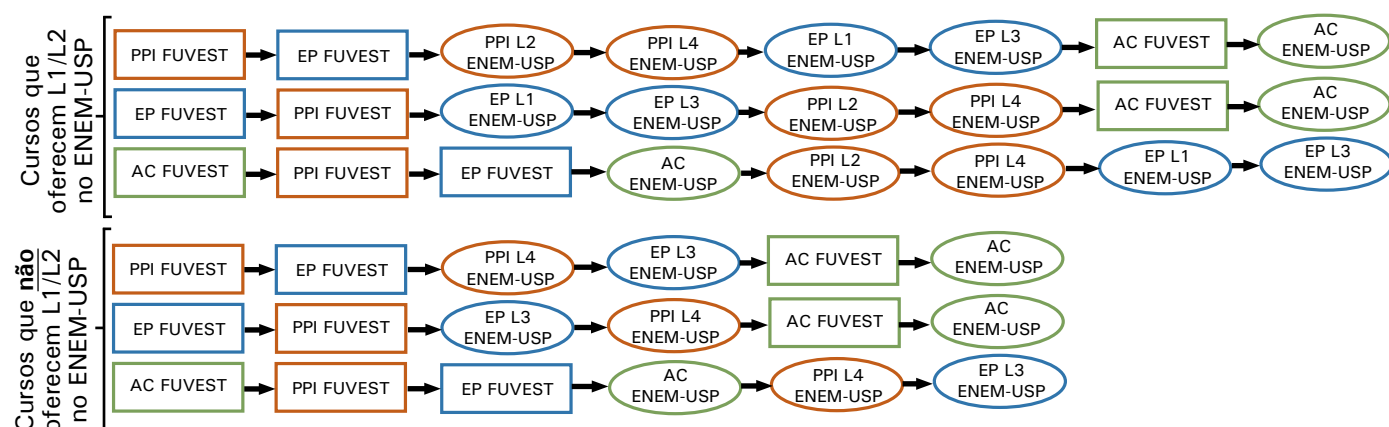 Cursos que
oferecem L1/L2
no ENEM-USP
PPI FUVEST
EP FUVEST
PPI L2
ENEM-USP
PPI L4
ENEM-USP
EP L1
ENEM-USP
EP L3
ENEM-USP
AC FUVEST
AC
ENEM-USP
EP FUVEST
PPI FUVEST
EP L1
ENEM-USP
EP L3
ENEM-USP
PPI L2
ENEM-USP
PPI L4
ENEM-USP
AC FUVEST
AC
ENEM-USP
AC FUVEST
PPI FUVEST
EP FUVEST
AC
ENEM-USP
PPI L2
ENEM-USP
PPI L4
ENEM-USP
EP L1
ENEM-USP
EP L3
ENEM-USP
Cursos que não
oferecem L1/L2
no ENEM-USP
PPI FUVEST
EP FUVEST
PPI L4
ENEM-USP
EP L3
ENEM-USP
AC FUVEST
AC
ENEM-USP
EP FUVEST
PPI FUVEST
EP L3
ENEM-USP
PPI L4
ENEM-USP
AC FUVEST
AC
ENEM-USP
AC FUVEST
PPI FUVEST
EP FUVEST
AC
ENEM-USP
PPI L4
ENEM-USP
EP L3
ENEM-USP